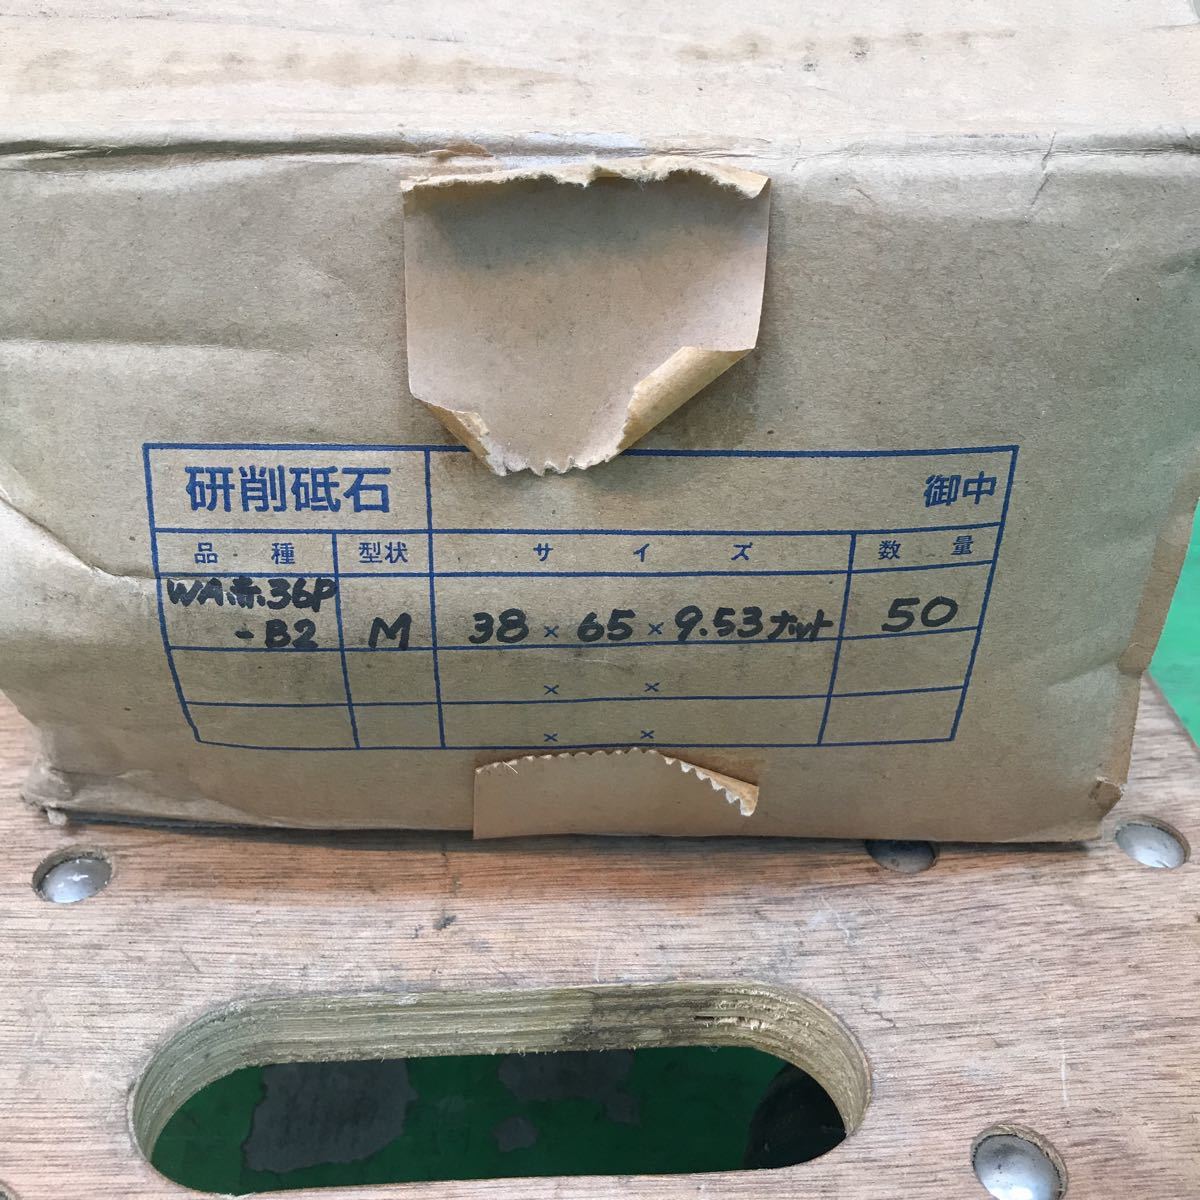 研削砥石 御中
品種 型状 サイズ 数量
WA赤36P
-B2 M 38 × 65 × 9.53ナット 50
× ×
× ×